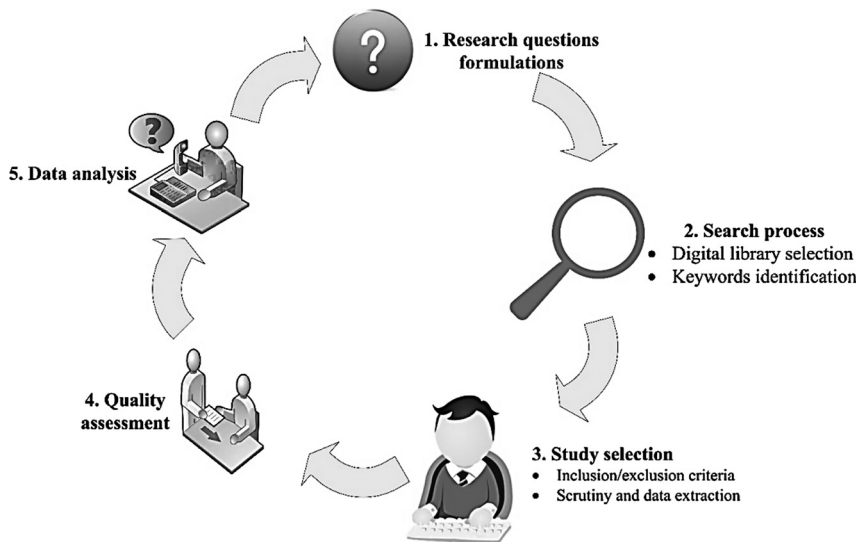 1. Research questions
formulations
2. Search process
• Digital library selection
• Keywords identification
3. Study selection
• Inclusion/exclusion criteria
• Scrutiny and data extraction
4. Quality
assessment
5. Data analysis
?
?